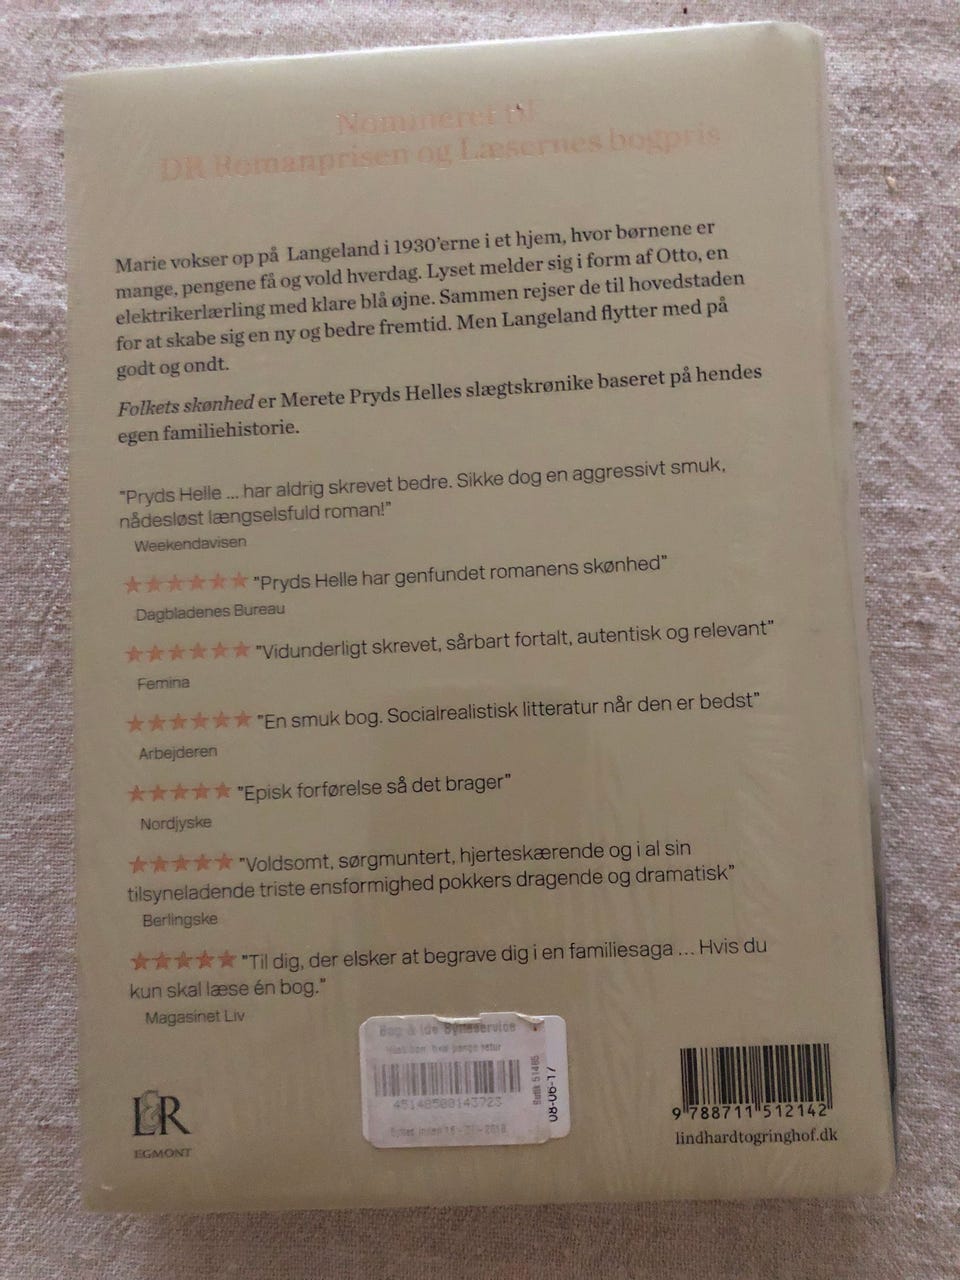 Nomineret til
DR Romanprisen og Læsernes bogpris
Marie vokser op på Langeland i 1930'erne i et hjem, hvor børnene er
mange, pengene få og vold hverdag. Lyset melder sig i form af Otto, en
elektrikerlærling med klare blå øjne. Sammen rejser de til hovedstaden
for at skabe sig en ny og bedre fremtid. Men Langeland flytter med på
godt og ondt.
Folkets skønhed er Merete Pryds Helles slægtskrønike baseret på hendes
egen familiehistorie.
"Pryds Helle ... har aldrig skrevet bedre. Sikke dog en aggressivt smuk,
nådesløst længselsfuld roman!"
Weekendavisen
★★★★★★ "Pryds Helle har genfundet romanens skønhed"
Dagbladenes Bureau
★★★★★★ "Vidunderligt skrevet, sårbart fortalt, autentisk og relevant"
Femina
★★★★★★ "En smuk bog. Socialrealistisk litteratur når den er bedst"
Arbejderen
★★★★★ "Episk forførelse så det brager"
Nordjyske
★★★★★ "Voldsomt, sørgmuntert, hjerteskærende og i al sin
tilsyneladende triste ensformighed pokkers dragende og dramatisk"
Berlingske
★★★★★ "Til dig, der elsker at begrave dig i en familiesaga ... Hvis du
kun skal læse én bog."
Magasinet Liv
Bog & Ide Bytteservice
Butik 51485
08-06-17
L&R
EGMONT
9 788711 512142
lindhardtogringhof.dk